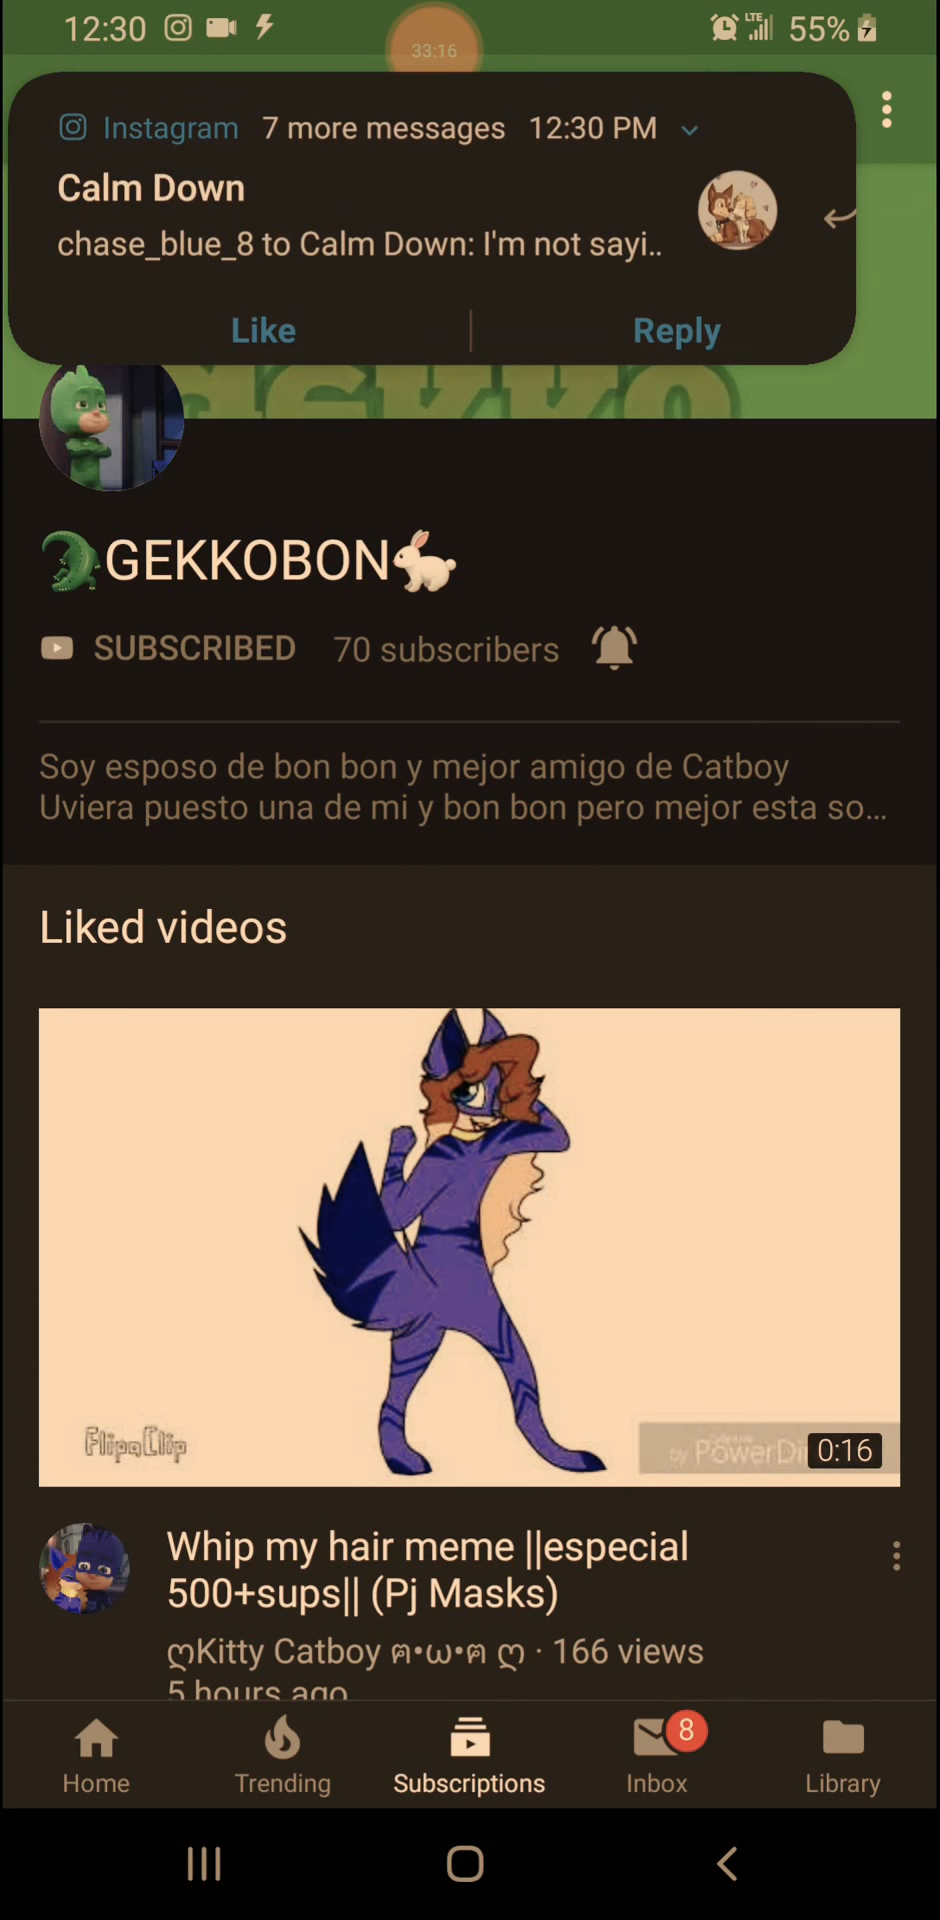 12:30
LTE
55%
33:16
Instagram 7 more messages 12:30 PM
Calm Down
chase_blue_8 to Calm Down: I'm not sayi..
Like
Reply
🐊GEKKOBON🐇
SUBSCRIBED 70 subscribers
Soy esposo de bon bon y mejor amigo de Catboy
Uviera puesto una de mi y bon bon pero mejor esta so...
Liked videos
FlipaClip
by PowerDi
0:16
Whip my hair meme ||especial
500+sups|| (Pj Masks)
ღKitty Catboy ฅ•ω•ฅ ღ · 166 views
5 hours ago
Home
Trending
Subscriptions
8
Inbox
Library